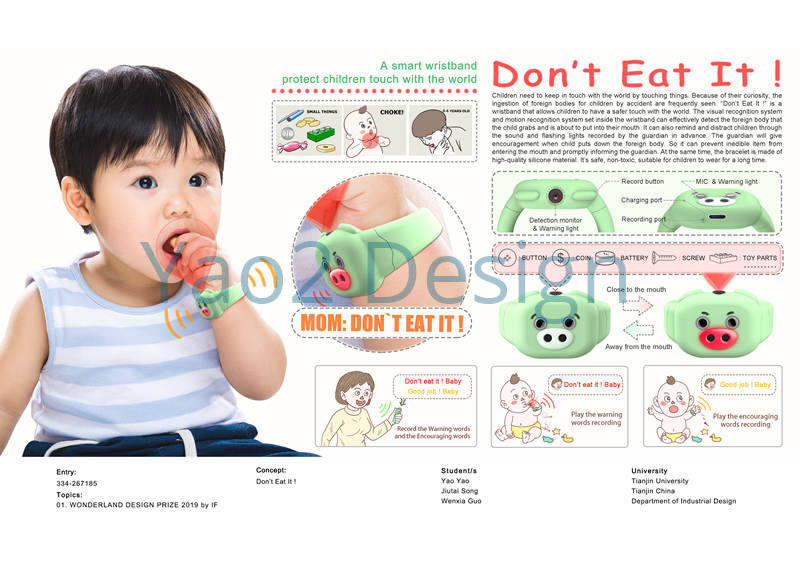 A smart wristband
protect children touch with the world
Don't Eat It !
Children need to keep in touch with the world by touching things. Because of their curiosity, the
ingestion of foreign bodies for children by accident are frequently seen. "Don't Eat It !" is a
wristband that allows children to have a safer touch with the world. The visual recognition system
and motion recognition system set inside the wristband can effectively detect the foreign body that
the child grabs and is about to put into their mouth. It can also remind and distract children through
the sound and flashing lights recorded by the guardian in advance. The guardian will give
encouragement when child puts down the foreign body. So it can prevent inedible item from
entering the mouth and promptly informing the guardian. At the same time, the bracelet is made of
high-quality silicone material. It's safe, non-toxic, suitable for children to wear for a long time.
SMALL THINGS
CHOKE!
0-6 YEARS OLD
Record button
MIC & Warning light
Charging port
Recording port
Detection monitor
& Warning light
BUTTON
COIN
BATTERY
SCREW
TOY PARTS
Yao2 Design
MOM: DON`T EAT IT !
Close to the mouth
Away from the mouth
Don't eat it ! Baby
Good job ! Baby
Record the Warning words
and the Encouraging words
Don't eat it ! Baby
Play the warning
words recording
Good job ! Baby
Play the encouraging
words recording
Entry:
334-267185
Topics:
01. WONDERLAND DESIGN PRIZE 2019 by IF
Concept:
Don't Eat It !
Student/s
Yao Yao
Jiutai Song
Wenxia Guo
University
Tianjin University
Tianjin China
Department of Industrial Design